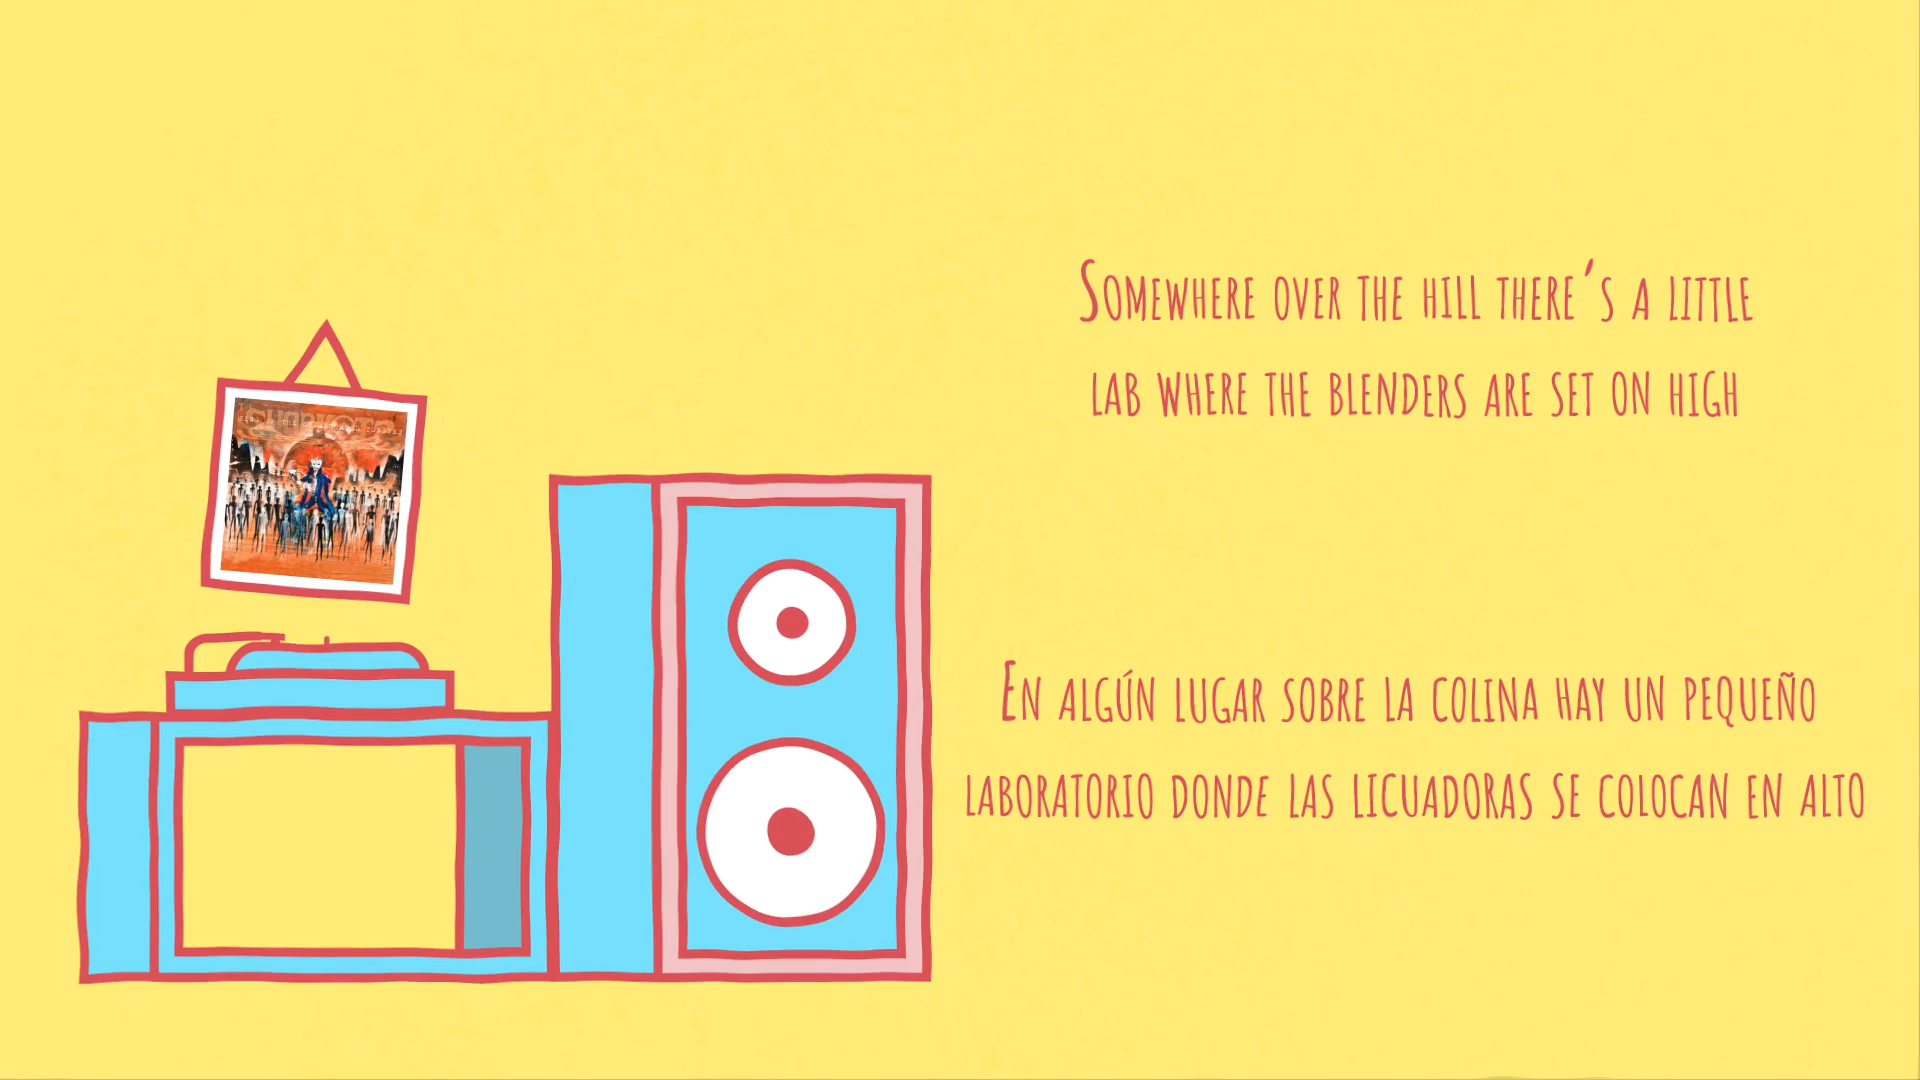 Somewhere over the hill there's a little
lab where the blenders are set on high
En algún lugar sobre la colina hay un pequeño
laboratorio donde las licuadoras se colocan en alto